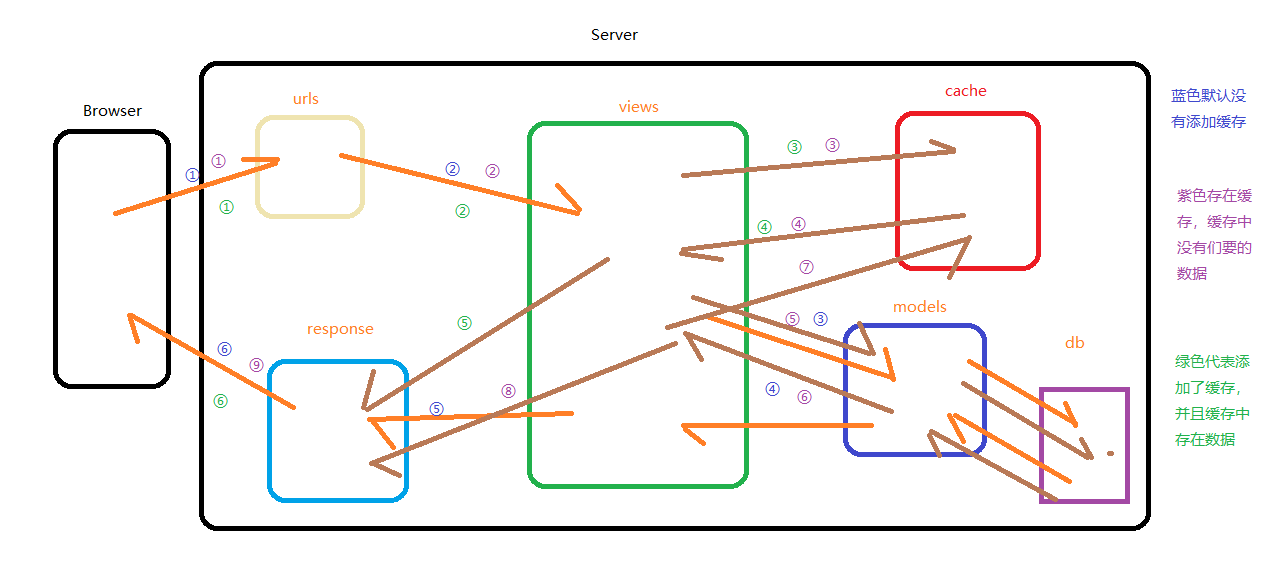 Server
Browser
urls
views
cache
蓝色默认没
有添加缓存
① ①
①
② ②
②
③ ③
④ ④
紫色存在缓
存，缓存中
没有们要的
数据
⑦
models
⑤ ③
response
⑤
db
⑥ ⑨
⑥
⑧
⑤
④ ⑥
绿色代表添
加了缓存，
并且缓存中
存在数据